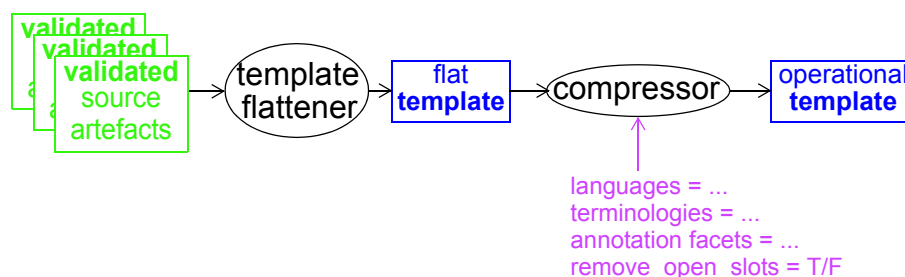 validated
validated
validated
source
artefacts
template
flattener
flat
template
compressor
operational
template
languages = ...
terminologies = ...
annotation facets = ...
remove_open_slots = T/F